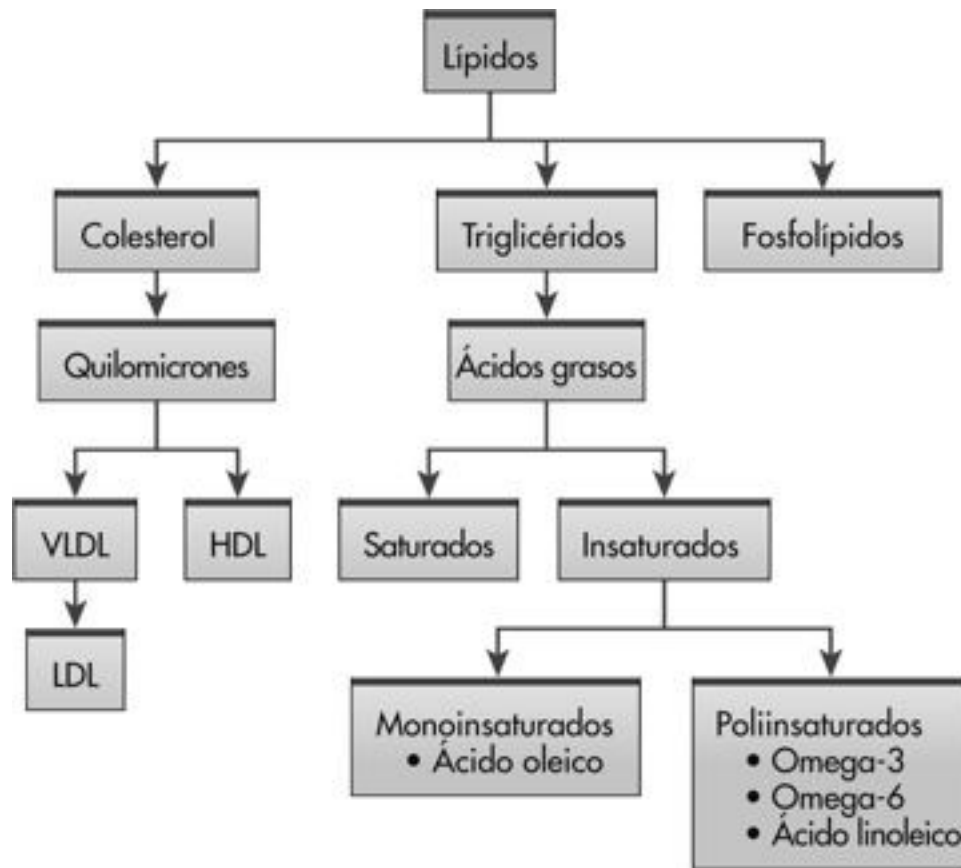 Lípidos
Colesterol
Triglicéridos
Fosfolípidos
Quilomicrones
Ácidos grasos
VLDL
HDL
Saturados
Insaturados
LDL
Monoinsaturados
• Ácido oleico
Poliinsaturados
• Omega-3
• Omega-6
• Ácido linoleico